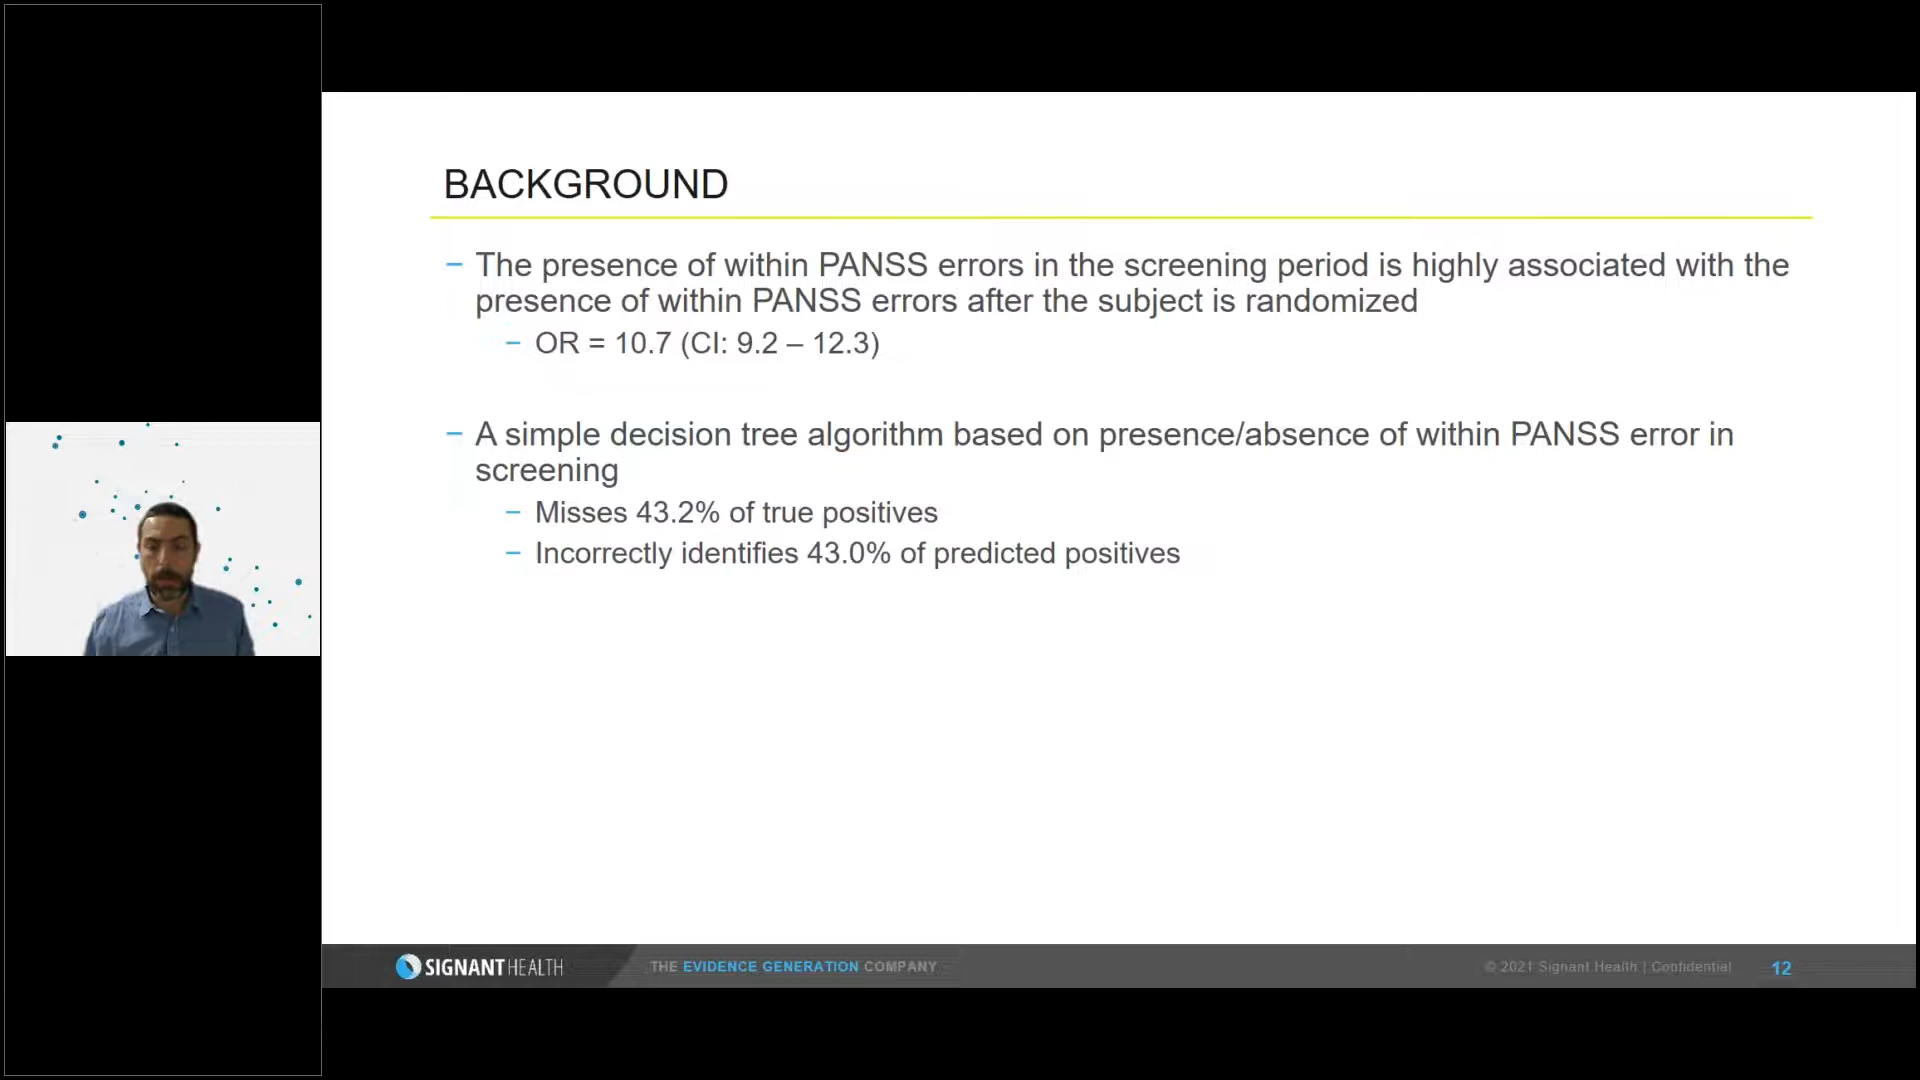 BACKGROUND
– The presence of within PANSS errors in the screening period is highly associated with the
presence of within PANSS errors after the subject is randomized
– OR = 10.7 (CI: 9.2 – 12.3)
– A simple decision tree algorithm based on presence/absence of within PANSS error in
screening
– Misses 43.2% of true positives
– Incorrectly identifies 43.0% of predicted positives
SIGNANT HEALTH
THE EVIDENCE GENERATION COMPANY
© 2021 Signant Health | Confidential
12